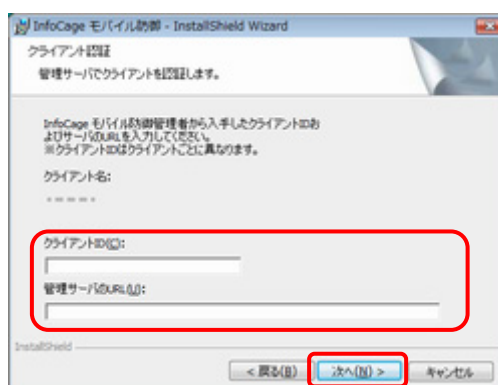 InfoCage モバイル防御 - InstallShield Wizard
クライアント認証
管理サーバでクライアントを認証します。
InfoCage モバイル防御管理者から入手したクライアントIDお
よびサーバのURLを入力してください。
※クライアントIDはクライアントごとに異なります。
クライアント名:
クライアントID(C):
管理サーバのURL(U):
InstallShield
< 戻る(B)
次へ(N) >
キャンセル